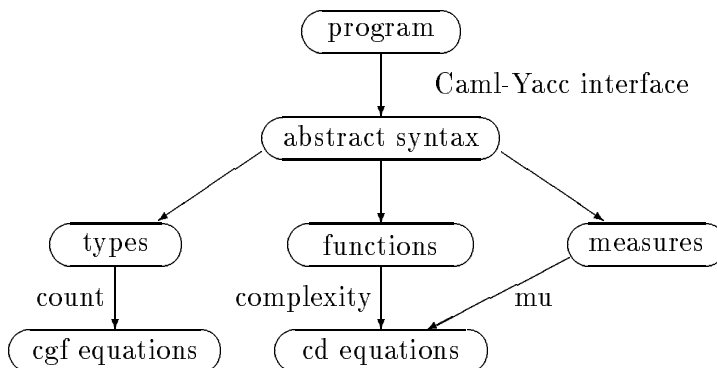 program
Caml-Yacc interface
abstract syntax
types
functions
measures
count
complexity
mu
cgf equations
cd equations